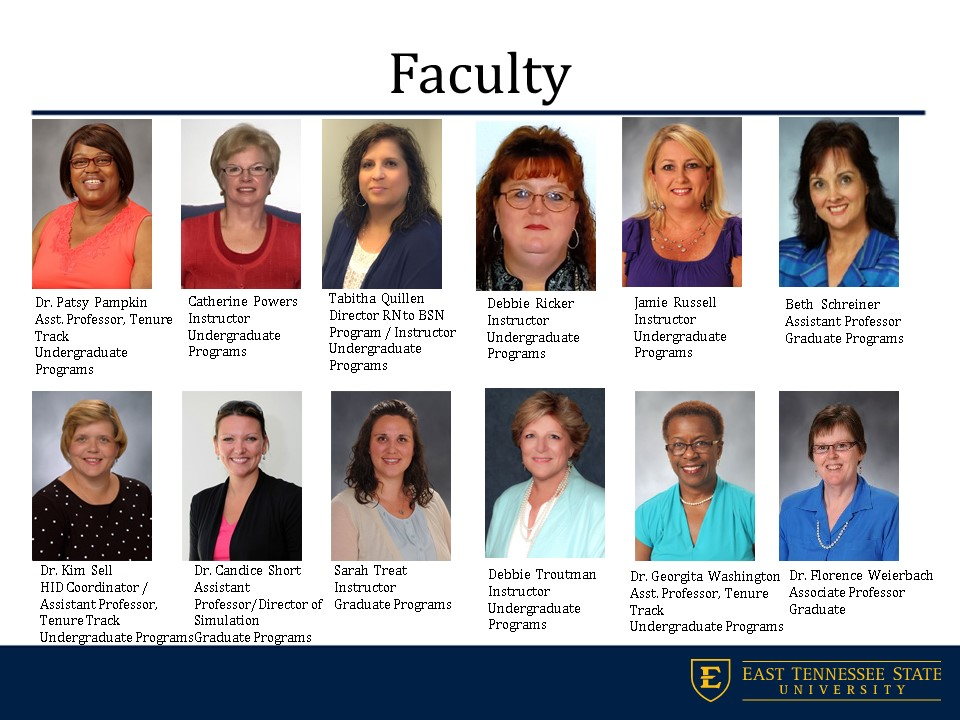 Faculty
Dr. Patsy Pampkin
Asst. Professor, Tenure
Track
Undergraduate
Programs
Catherine Powers
Instructor
Undergraduate
Programs
Tabitha Quillen
Director RN to BSN
Program / Instructor
Undergraduate
Programs
Debbie Ricker
Instructor
Undergraduate
Programs
Jamie Russell
Instructor
Undergraduate
Programs
Beth Schreiner
Assistant Professor
Graduate Programs
Dr. Kim Sell
HID Coordinator /
Assistant Professor,
Tenure Track
Undergraduate Programs
Dr. Candice Short
Assistant
Professor/Director of
Simulation
Graduate Programs
Sarah Treat
Instructor
Graduate Programs
Debbie Troutman
Instructor
Undergraduate
Programs
Dr. Georgita Washington
Asst. Professor, Tenure
Track
Undergraduate Programs
Dr. Florence Weierbach
Associate Professor
Graduate
E
EAST TENNESSEE STATE
UNIVERSITY